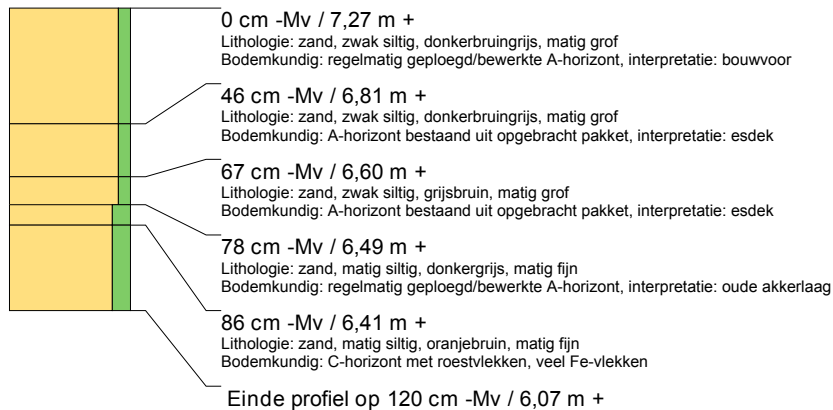 0 cm -Mv / 7,27 m +
Lithologie: zand, zwak siltig, donkerbruingrijs, matig grof
Bodemkundig: regelmatig geploegd/bewerkte A-horizont, interpretatie: bouwvoor
46 cm -Mv / 6,81 m +
Lithologie: zand, zwak siltig, donkerbruingrijs, matig grof
Bodemkundig: A-horizont bestaand uit opgebracht pakket, interpretatie: esdek
67 cm -Mv / 6,60 m +
Lithologie: zand, zwak siltig, grijsbruin, matig grof
Bodemkundig: A-horizont bestaand uit opgebracht pakket, interpretatie: esdek
78 cm -Mv / 6,49 m +
Lithologie: zand, matig siltig, donkergrijs, matig fijn
Bodemkundig: regelmatig geploegd/bewerkte A-horizont, interpretatie: oude akkerlaag
86 cm -Mv / 6,41 m +
Lithologie: zand, matig siltig, oranjebruin, matig fijn
Bodemkundig: C-horizont met roestvlekken, veel Fe-vlekken
Einde profiel op 120 cm -Mv / 6,07 m +